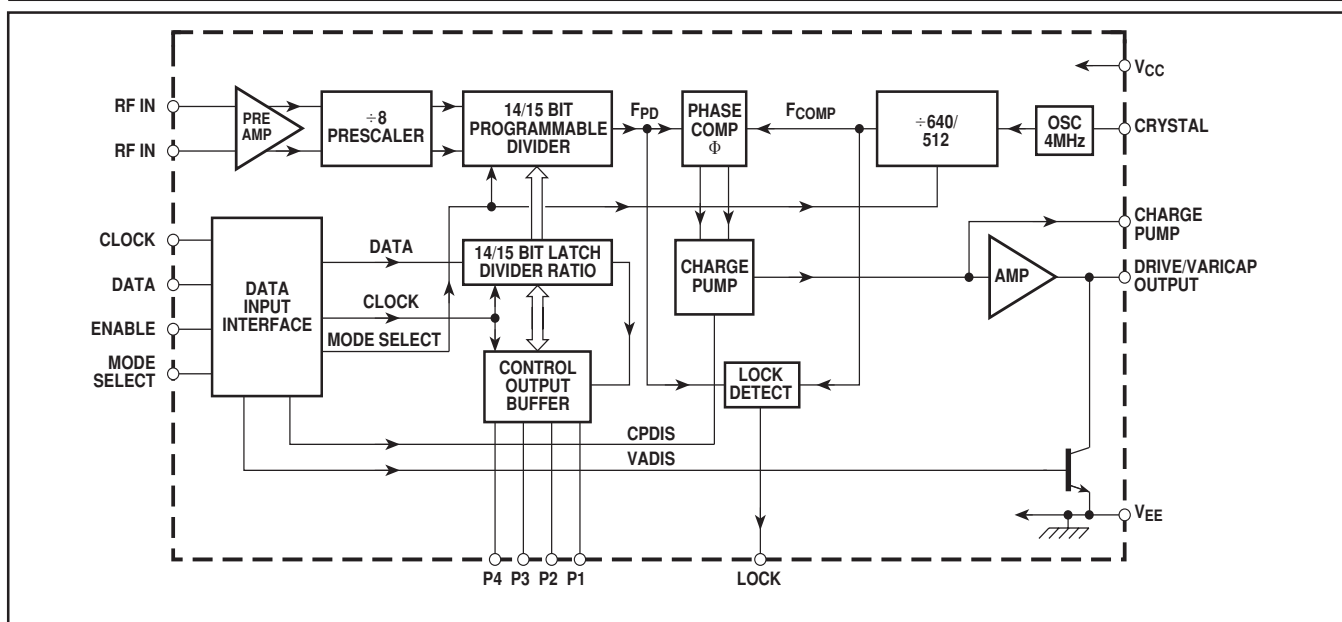 RF IN
RF IN
PRE
AMP
÷8
PRESCALER
14/15 BIT
PROGRAMMABLE
DIVIDER
FPD
PHASE
COMP
Φ
FCOMP
÷640/
512
OSC
4MHz
VCC
CRYSTAL
CHARGE
PUMP
DRIVE/VARICAP
OUTPUT
CLOCK
DATA
ENABLE
MODE
SELECT
DATA
INPUT
INTERFACE
DATA
CLOCK
MODE SELECT
14/15 BIT LATCH
DIVIDER RATIO
CHARGE
PUMP
AMP
CONTROL
OUTPUT
BUFFER
LOCK
DETECT
CPDIS
VADIS
VEE
P4 P3 P2 P1
LOCK